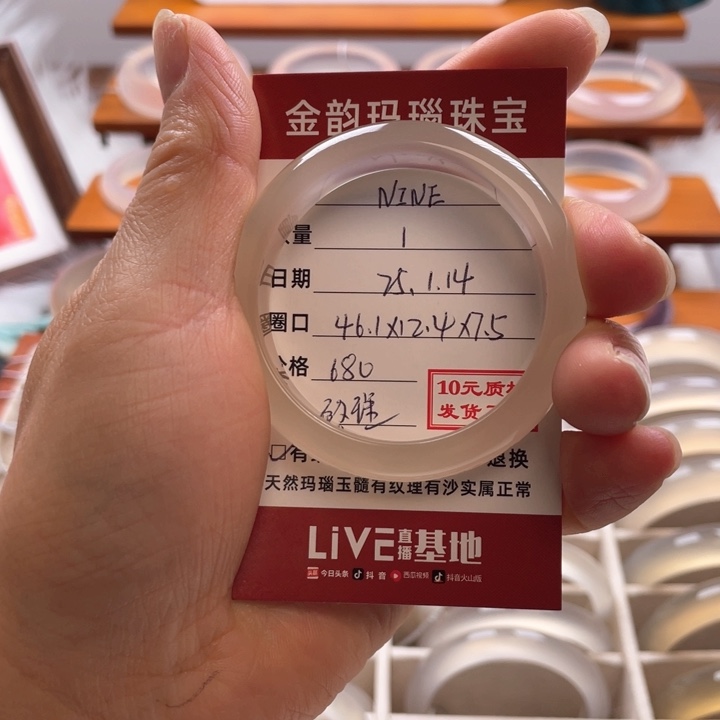 金韵玛瑙珠宝
NINE
量 1
日期 25.1.14
圈口 46.1X12.4X7.5
格 680
10元质
发货
有 退换
天然玛瑙玉髓有纹理有沙实属正常
LiVE直播基地
今日头条 抖音 西瓜视频 抖音火山版